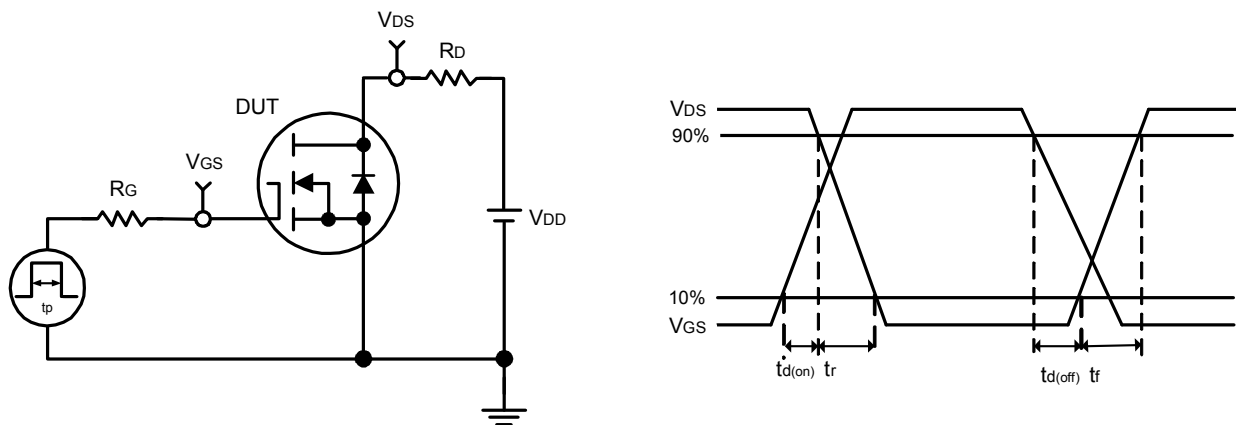 VDS
RD
DUT
VGS
RG
VDD
tp
VDS
90%
10%
VGS
td(on) tr
td(off) tf